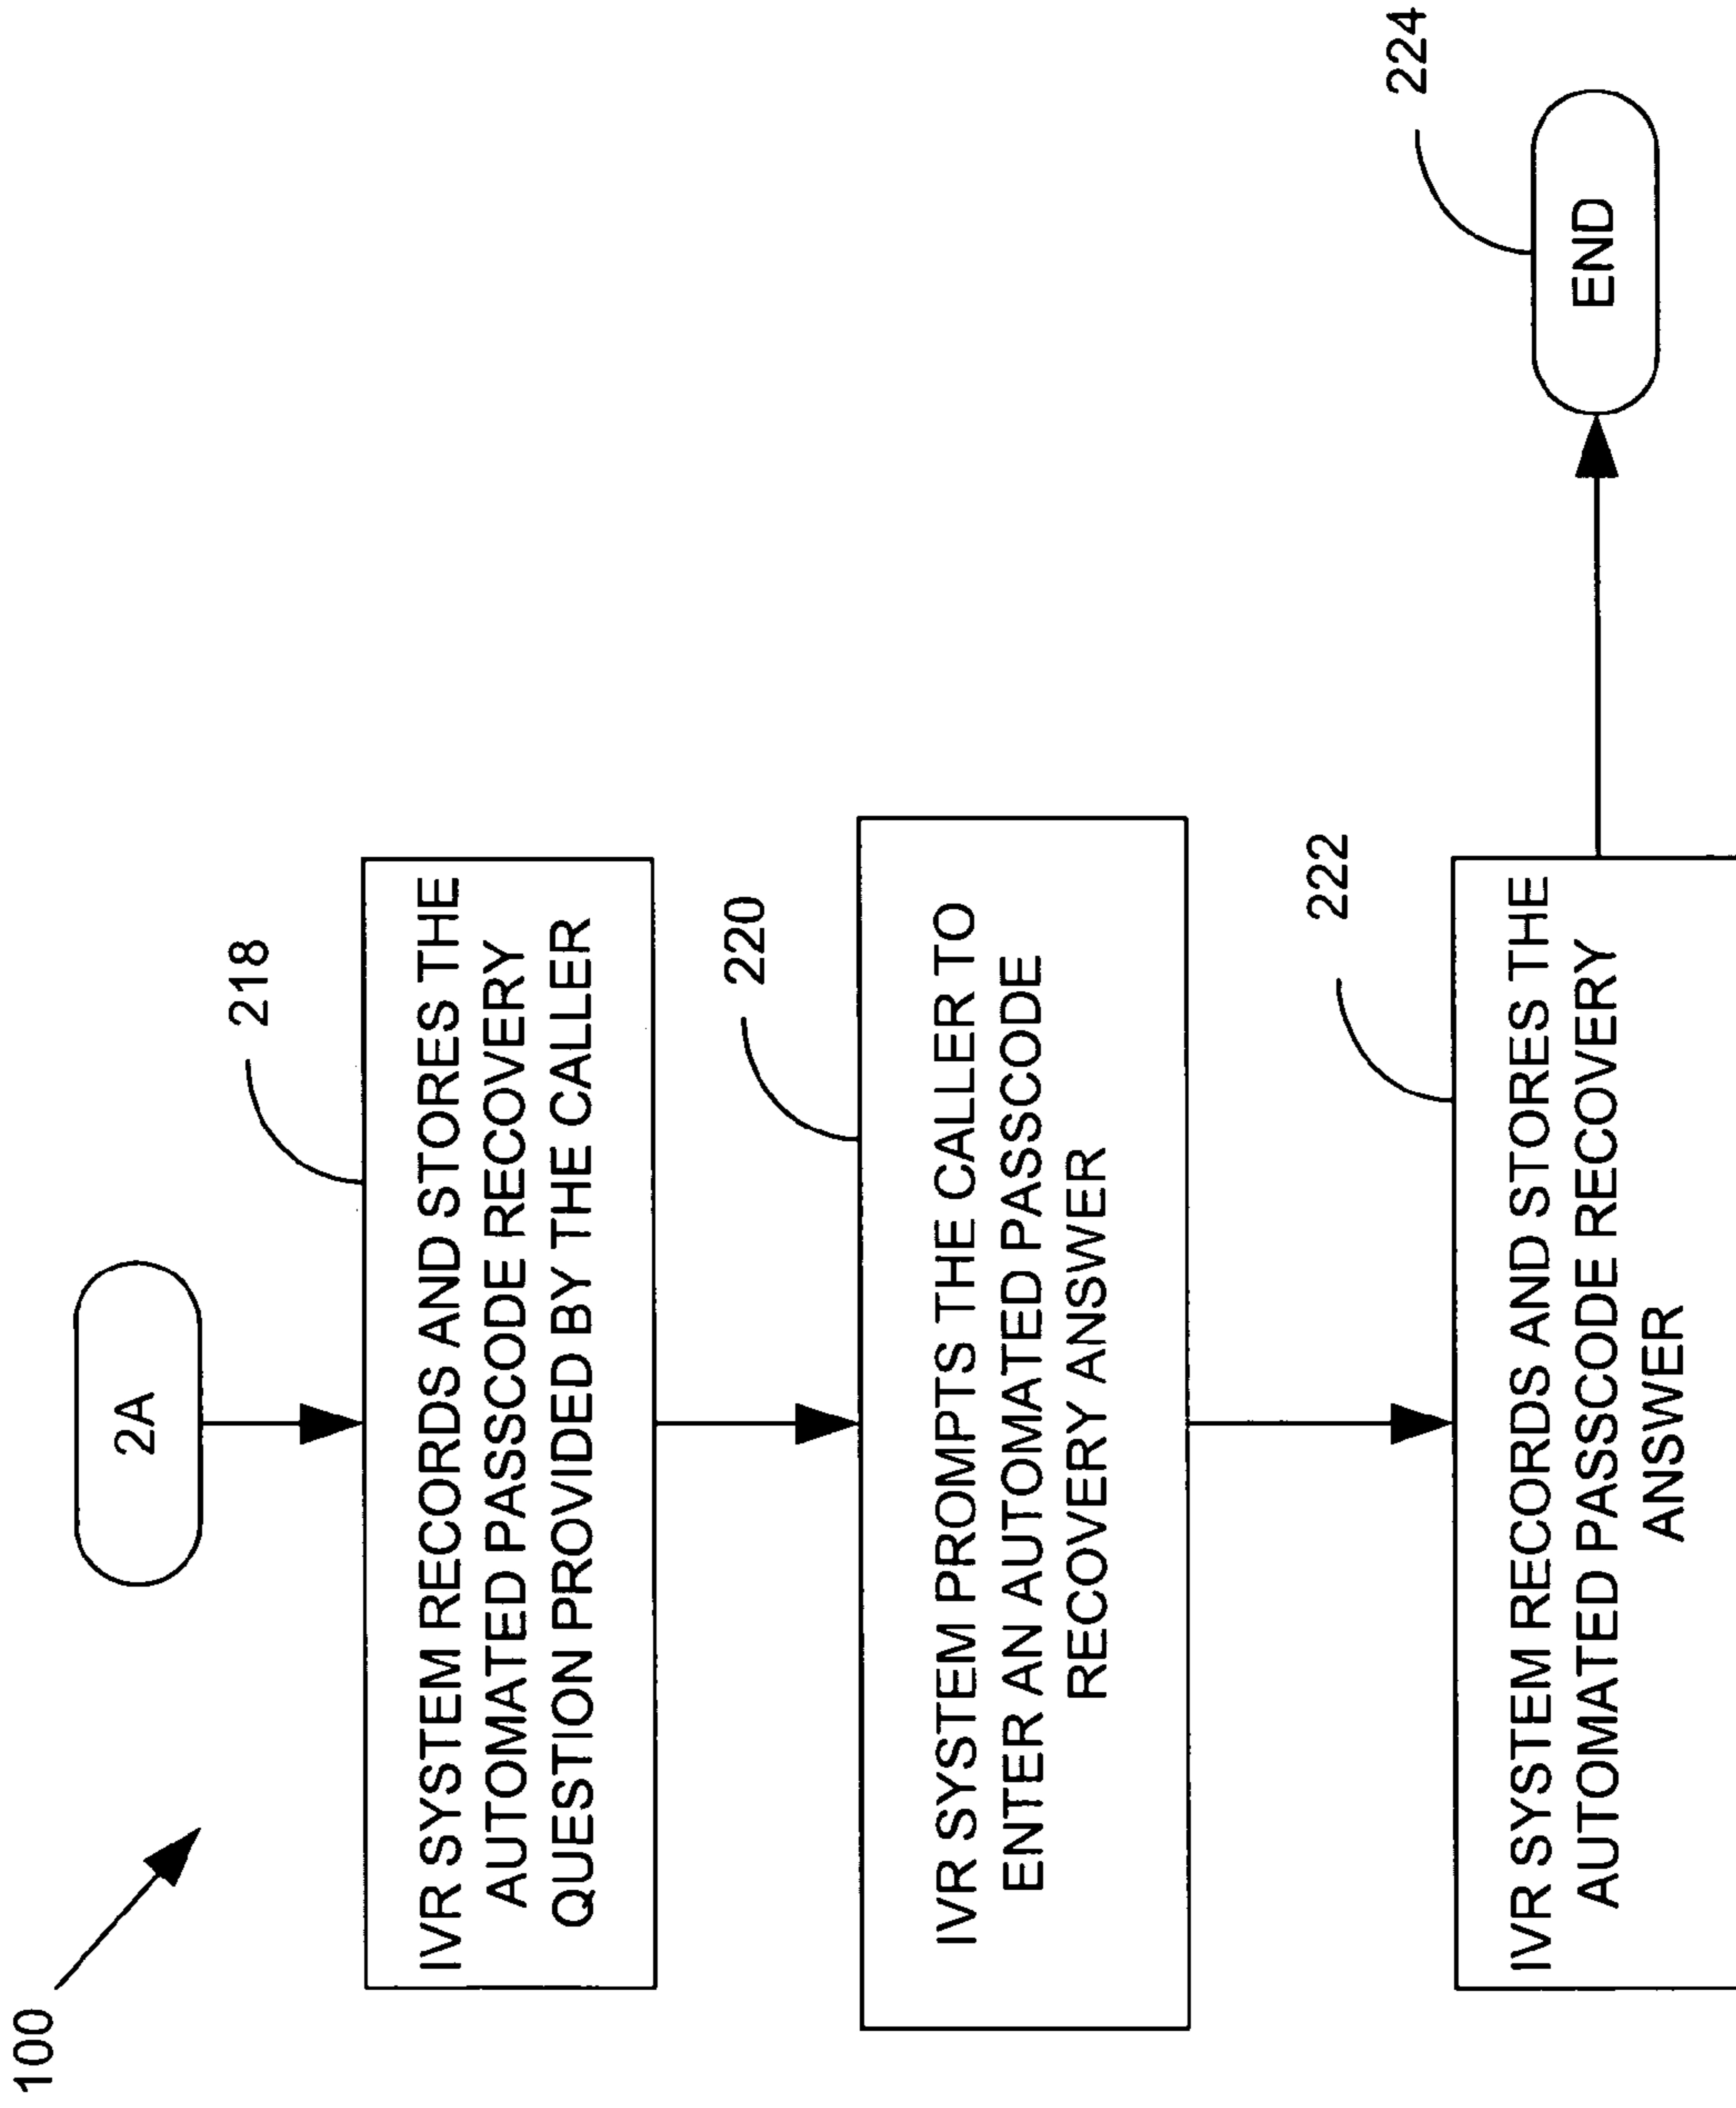 100
2A
218
IVR SYSTEM RECORDS AND STORES THE
AUTOMATED PASSCODE RECOVERY
QUESTION PROVIDED BY THE CALLER
220
IVR SYSTEM PROMPTS THE CALLER TO
ENTER AN AUTOMATED PASSCODE
RECOVERY ANSWER
222
IVR SYSTEM RECORDS AND STORES THE
AUTOMATED PASSCODE RECOVERY
ANSWER
224
END